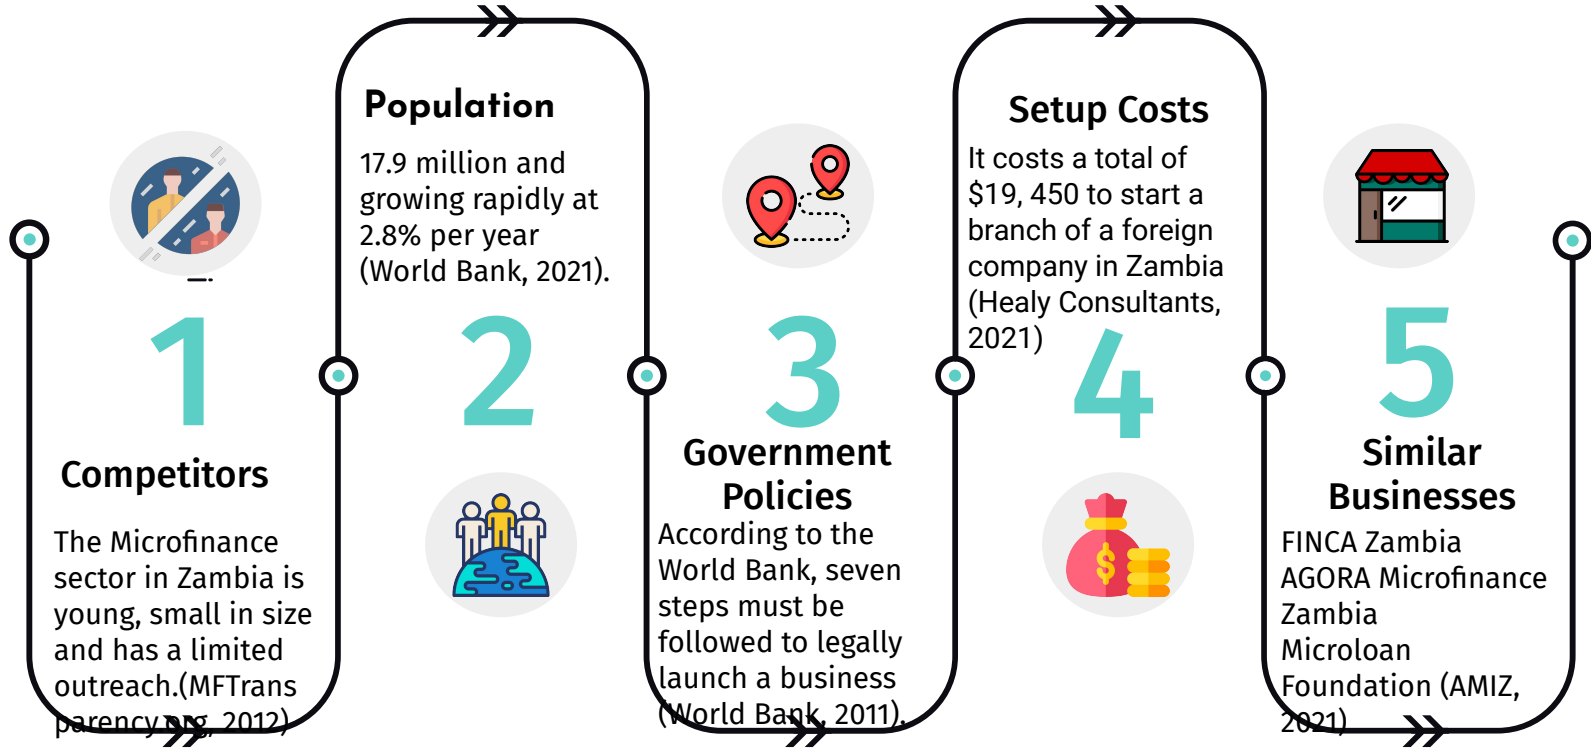 1
Competitors
The Microfinance
sector in Zambia is
young, small in size
and has a limited
outreach.(MFTrans
parency.org, 2012)
Population
17.9 million and
growing rapidly at
2.8% per year
(World Bank, 2021).
2
3
Government
Policies
According to the
World Bank, seven
steps must be
followed to legally
launch a business
(World Bank, 2011).
Setup Costs
It costs a total of
$19, 450 to start a
branch of a foreign
company in Zambia
(Healy Consultants,
2021)
4
$
5
Similar
Businesses
FINCA Zambia
AGORA Microfinance
Zambia
Microloan
Foundation (AMIZ,
2021)